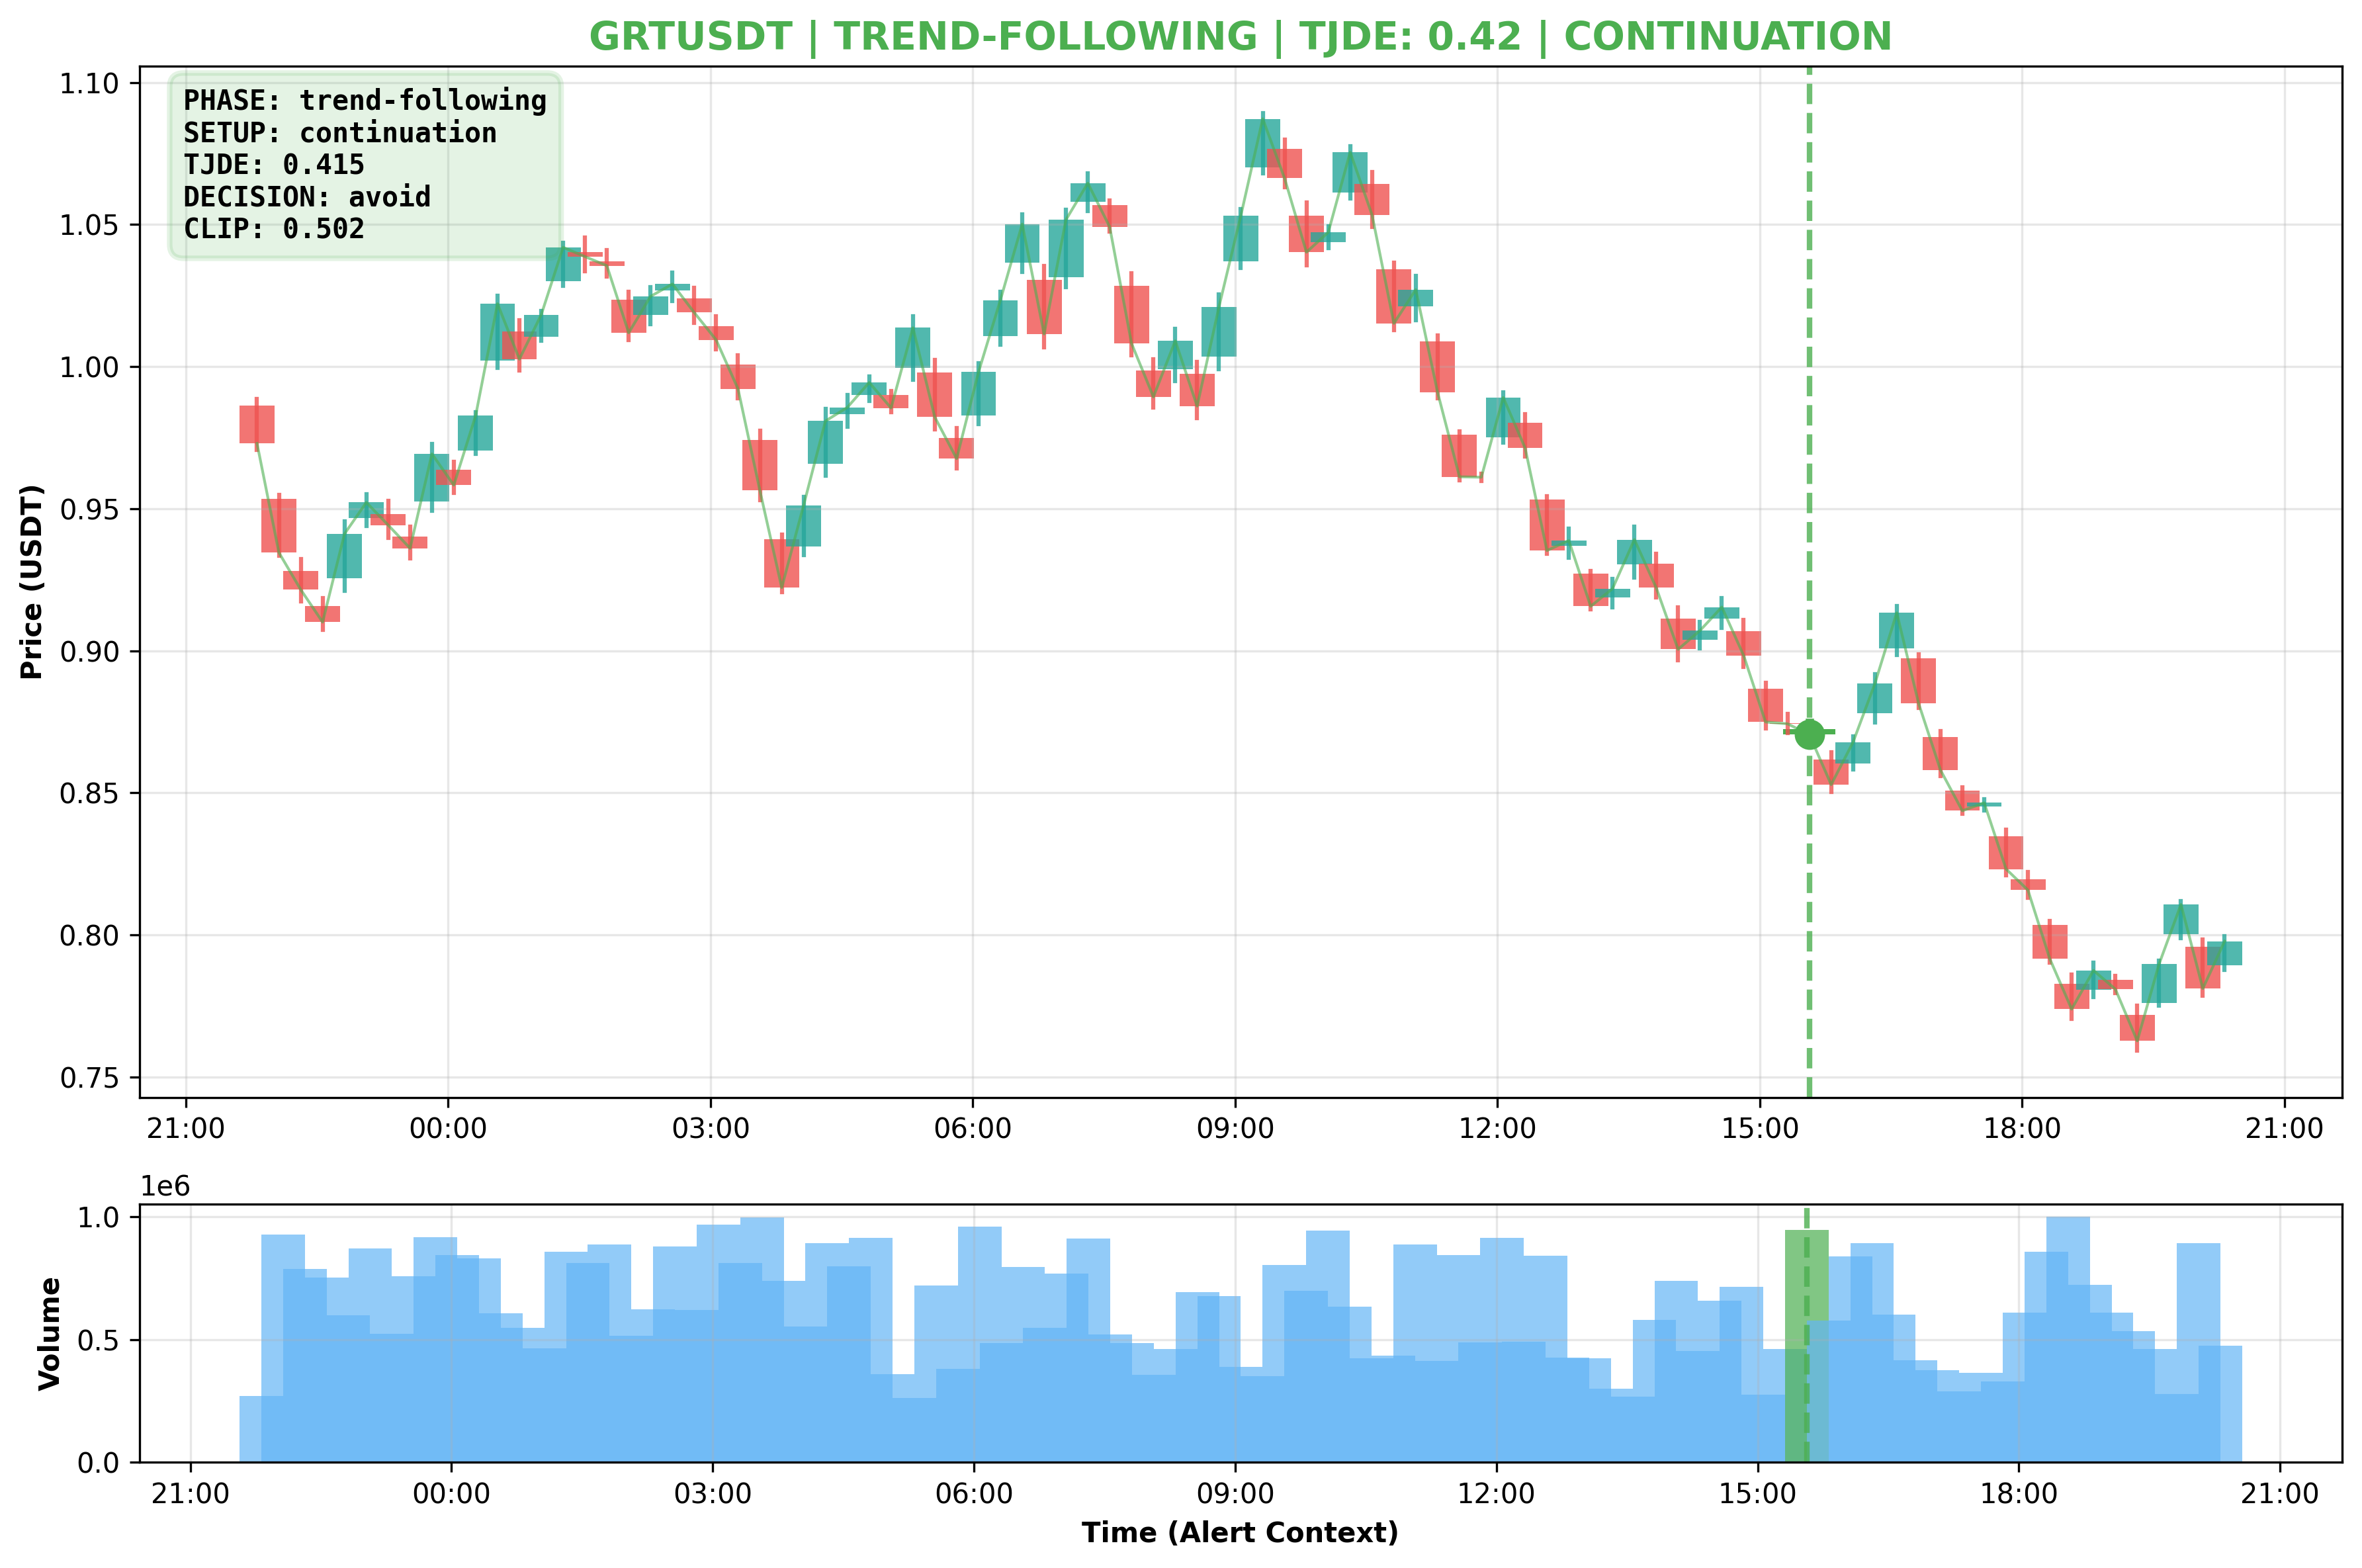 GRTUSDT | TREND-FOLLOWING | TJDE: 0.42 | CONTINUATION
PHASE: trend-following
SETUP: continuation
TJDE: 0.415
DECISION: avoid
CLIP: 0.502
Price (USDT)
1.10
1.05
1.00
0.95
0.90
0.85
0.80
0.75
21:00 00:00 03:00 06:00 09:00 12:00 15:00 18:00 21:00
1e6
Volume
1.0
0.5
0.0
21:00 00:00 03:00 06:00 09:00 12:00 15:00 18:00 21:00
Time (Alert Context)